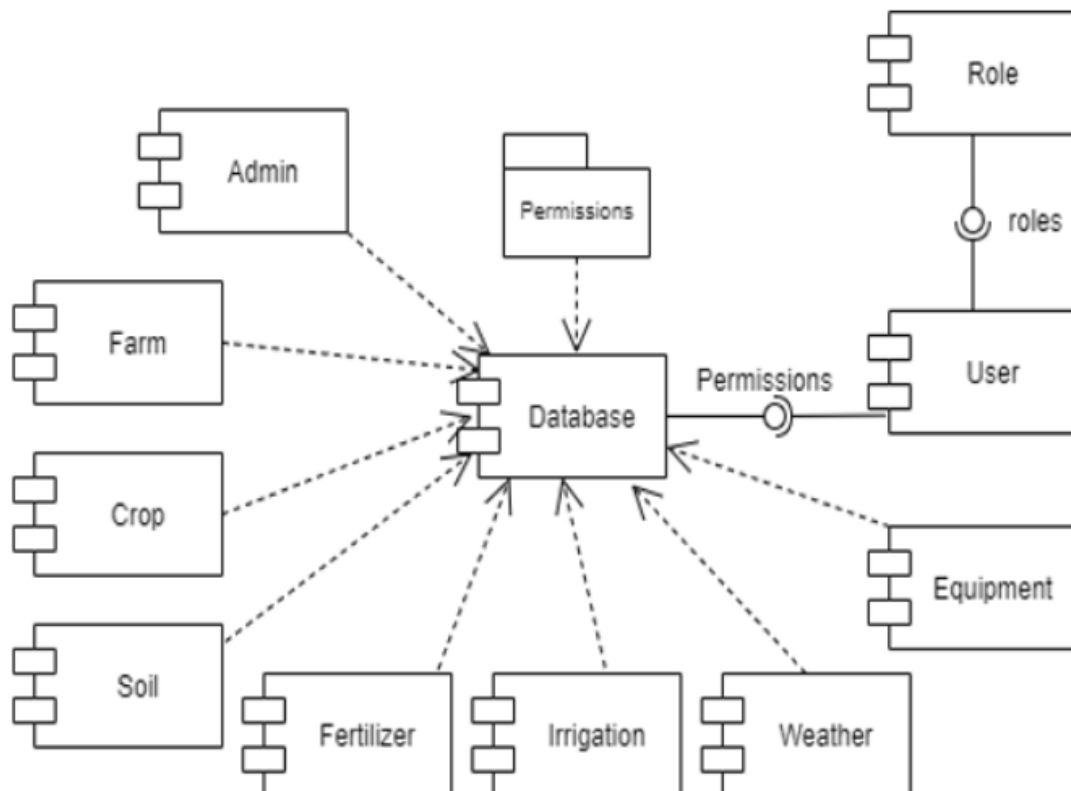 Role
Admin
Permissions
roles
Farm
User
Permissions
Database
Crop
Equipment
Soil
Fertilizer
Irrigation
Weather